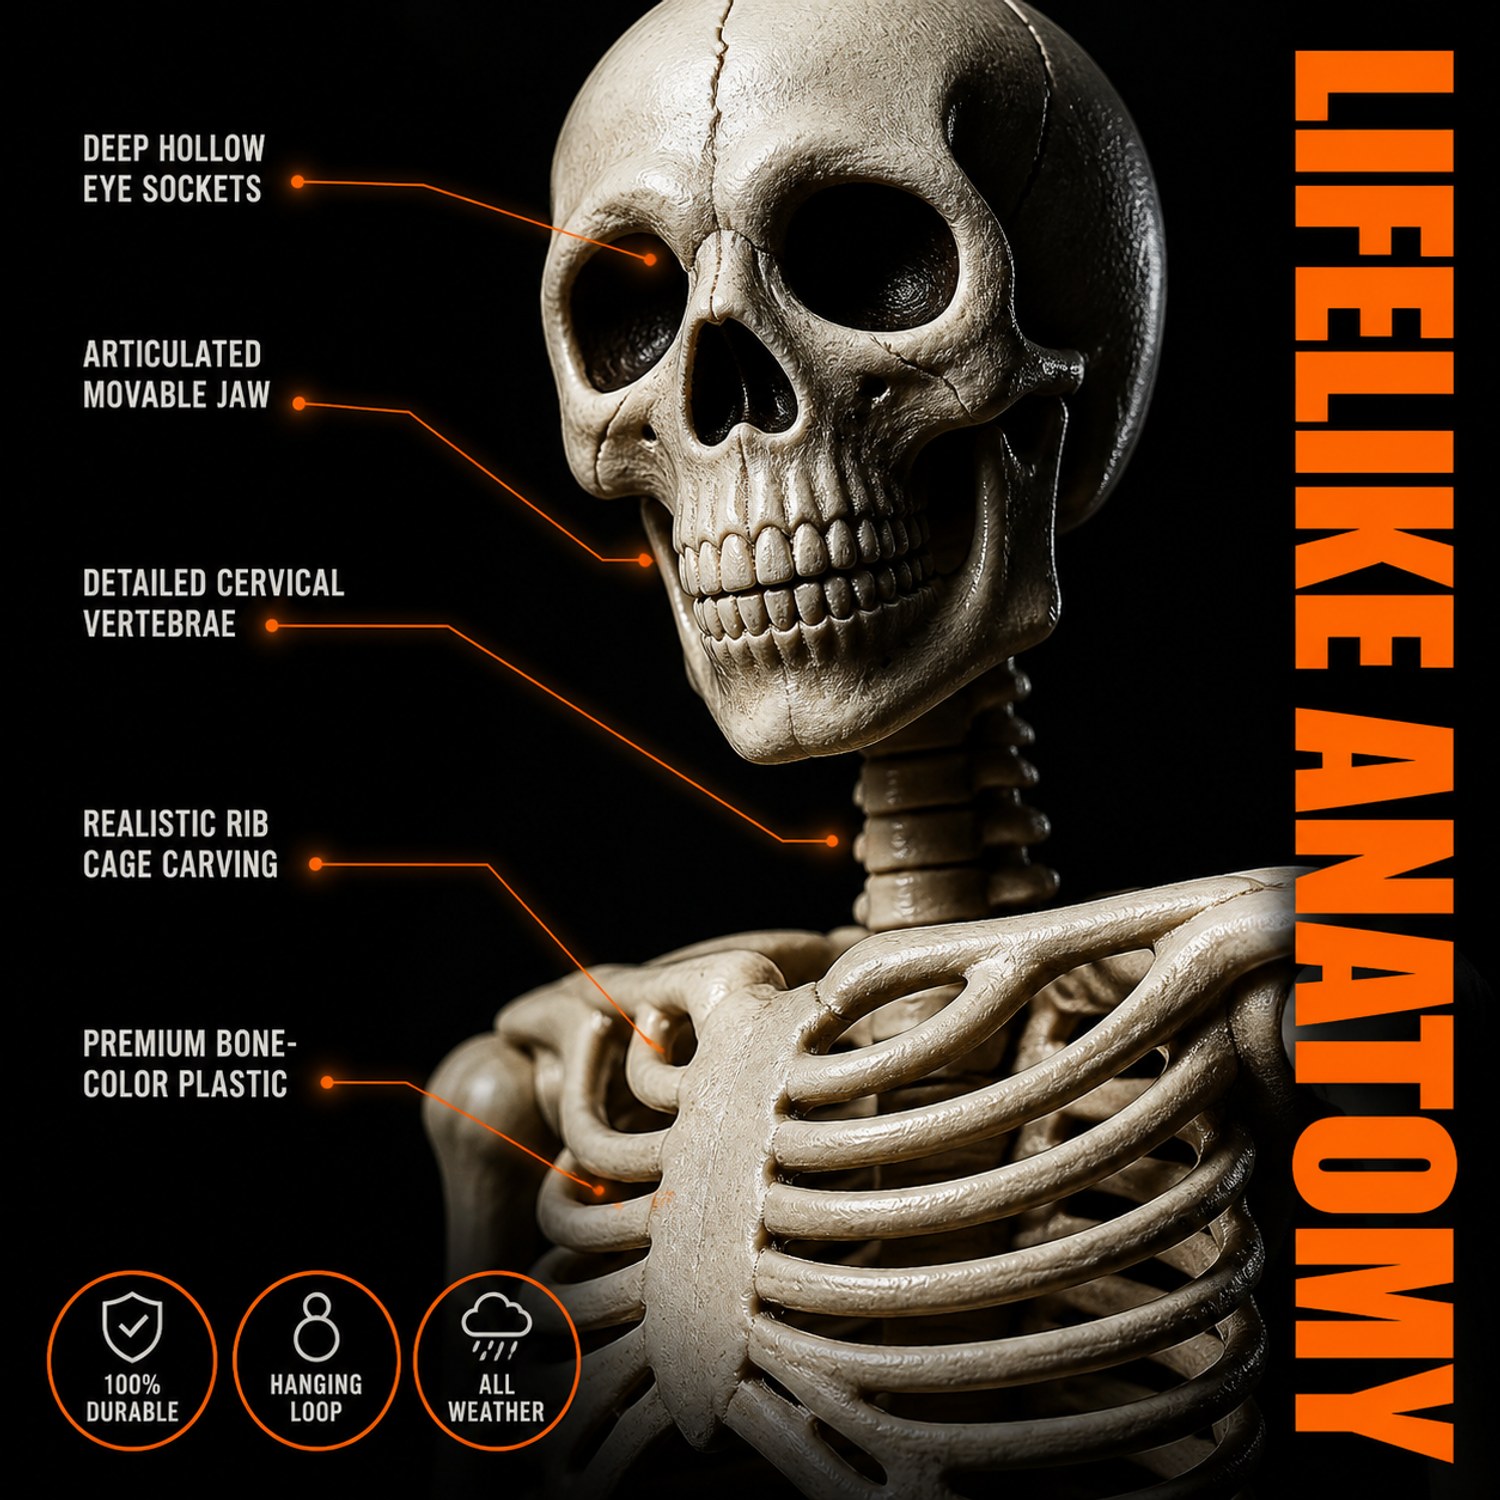 DEEP HOLLOW
EYE SOCKETS
ARTICULATED
MOVABLE JAW
DETAILED CERVICAL
VERTEBRAE
REALISTIC RIB
CAGE CARVING
PREMIUM BONE-
COLOR PLASTIC
100%
DURABLE
HANGING
LOOP
ALL
WEATHER
LIFELIKE ANATOMY